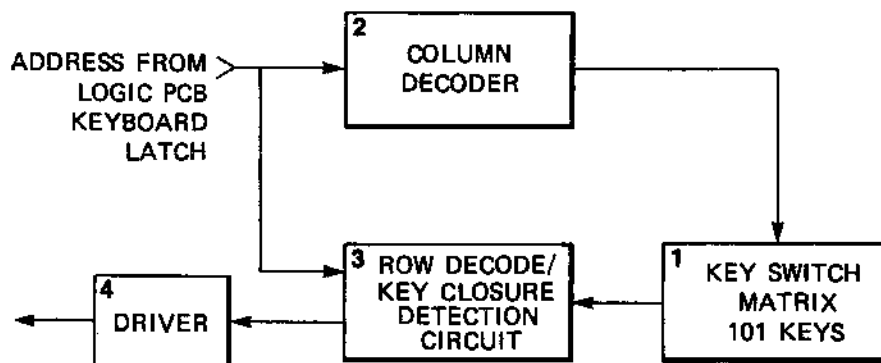 ADDRESS FROM
LOGIC PCB
KEYBOARD
LATCH
2
COLUMN
DECODER
1
KEY SWITCH
MATRIX
101 KEYS
3
ROW DECODE/
KEY CLOSURE
DETECTION
CIRCUIT
4
DRIVER